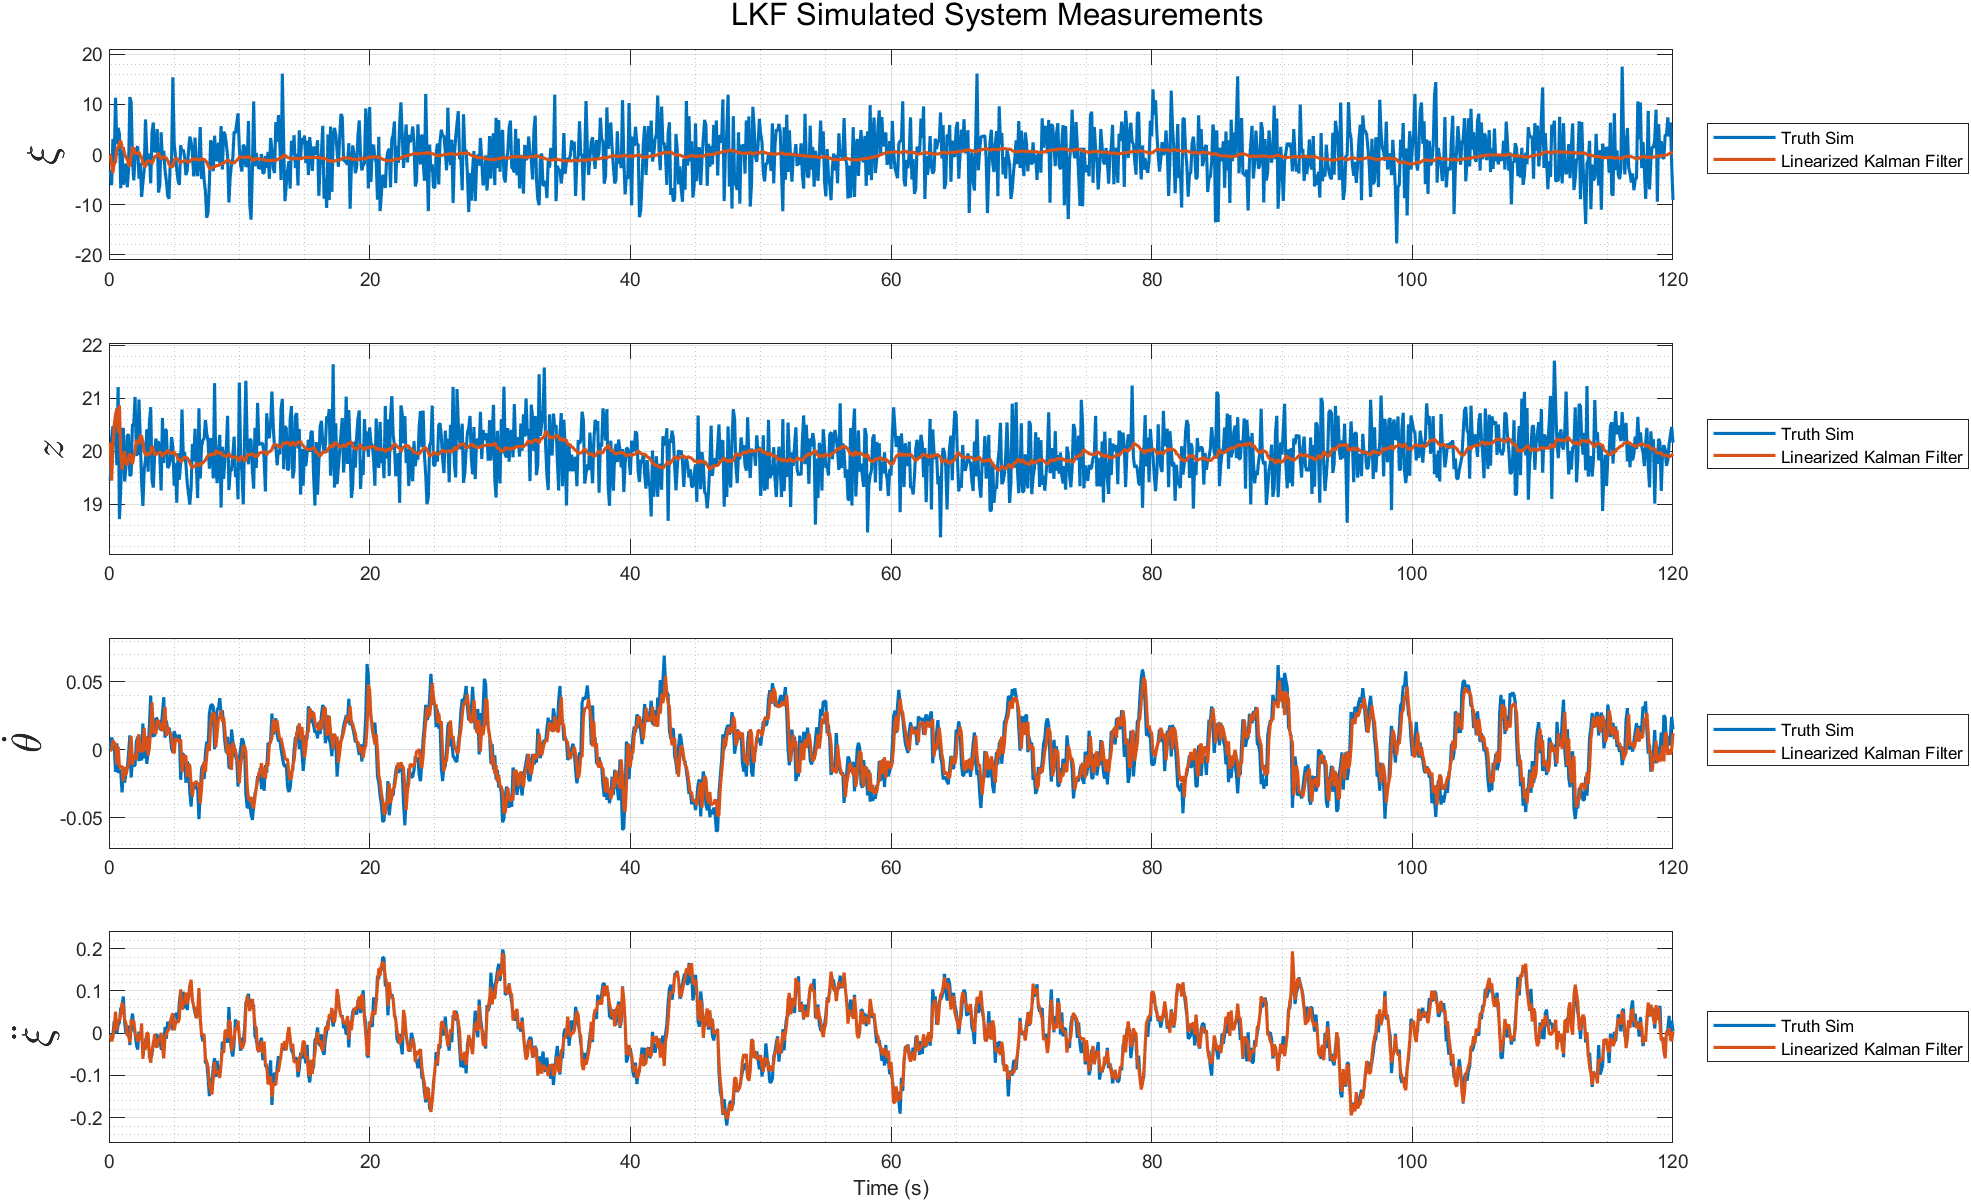 LKF Simulated System Measurements
20
10
0
-10
-20
ξ
0 20 40 60 80 100 120
Truth Sim
Linearized Kalman Filter
22
21
20
19
z
0 20 40 60 80 100 120
Truth Sim
Linearized Kalman Filter
0.05
0
-0.05
θ̇
0 20 40 60 80 100 120
Truth Sim
Linearized Kalman Filter
0.2
0.1
0
-0.1
-0.2
ξ̈
0 20 40 60 80 100 120
Truth Sim
Linearized Kalman Filter
Time (s)